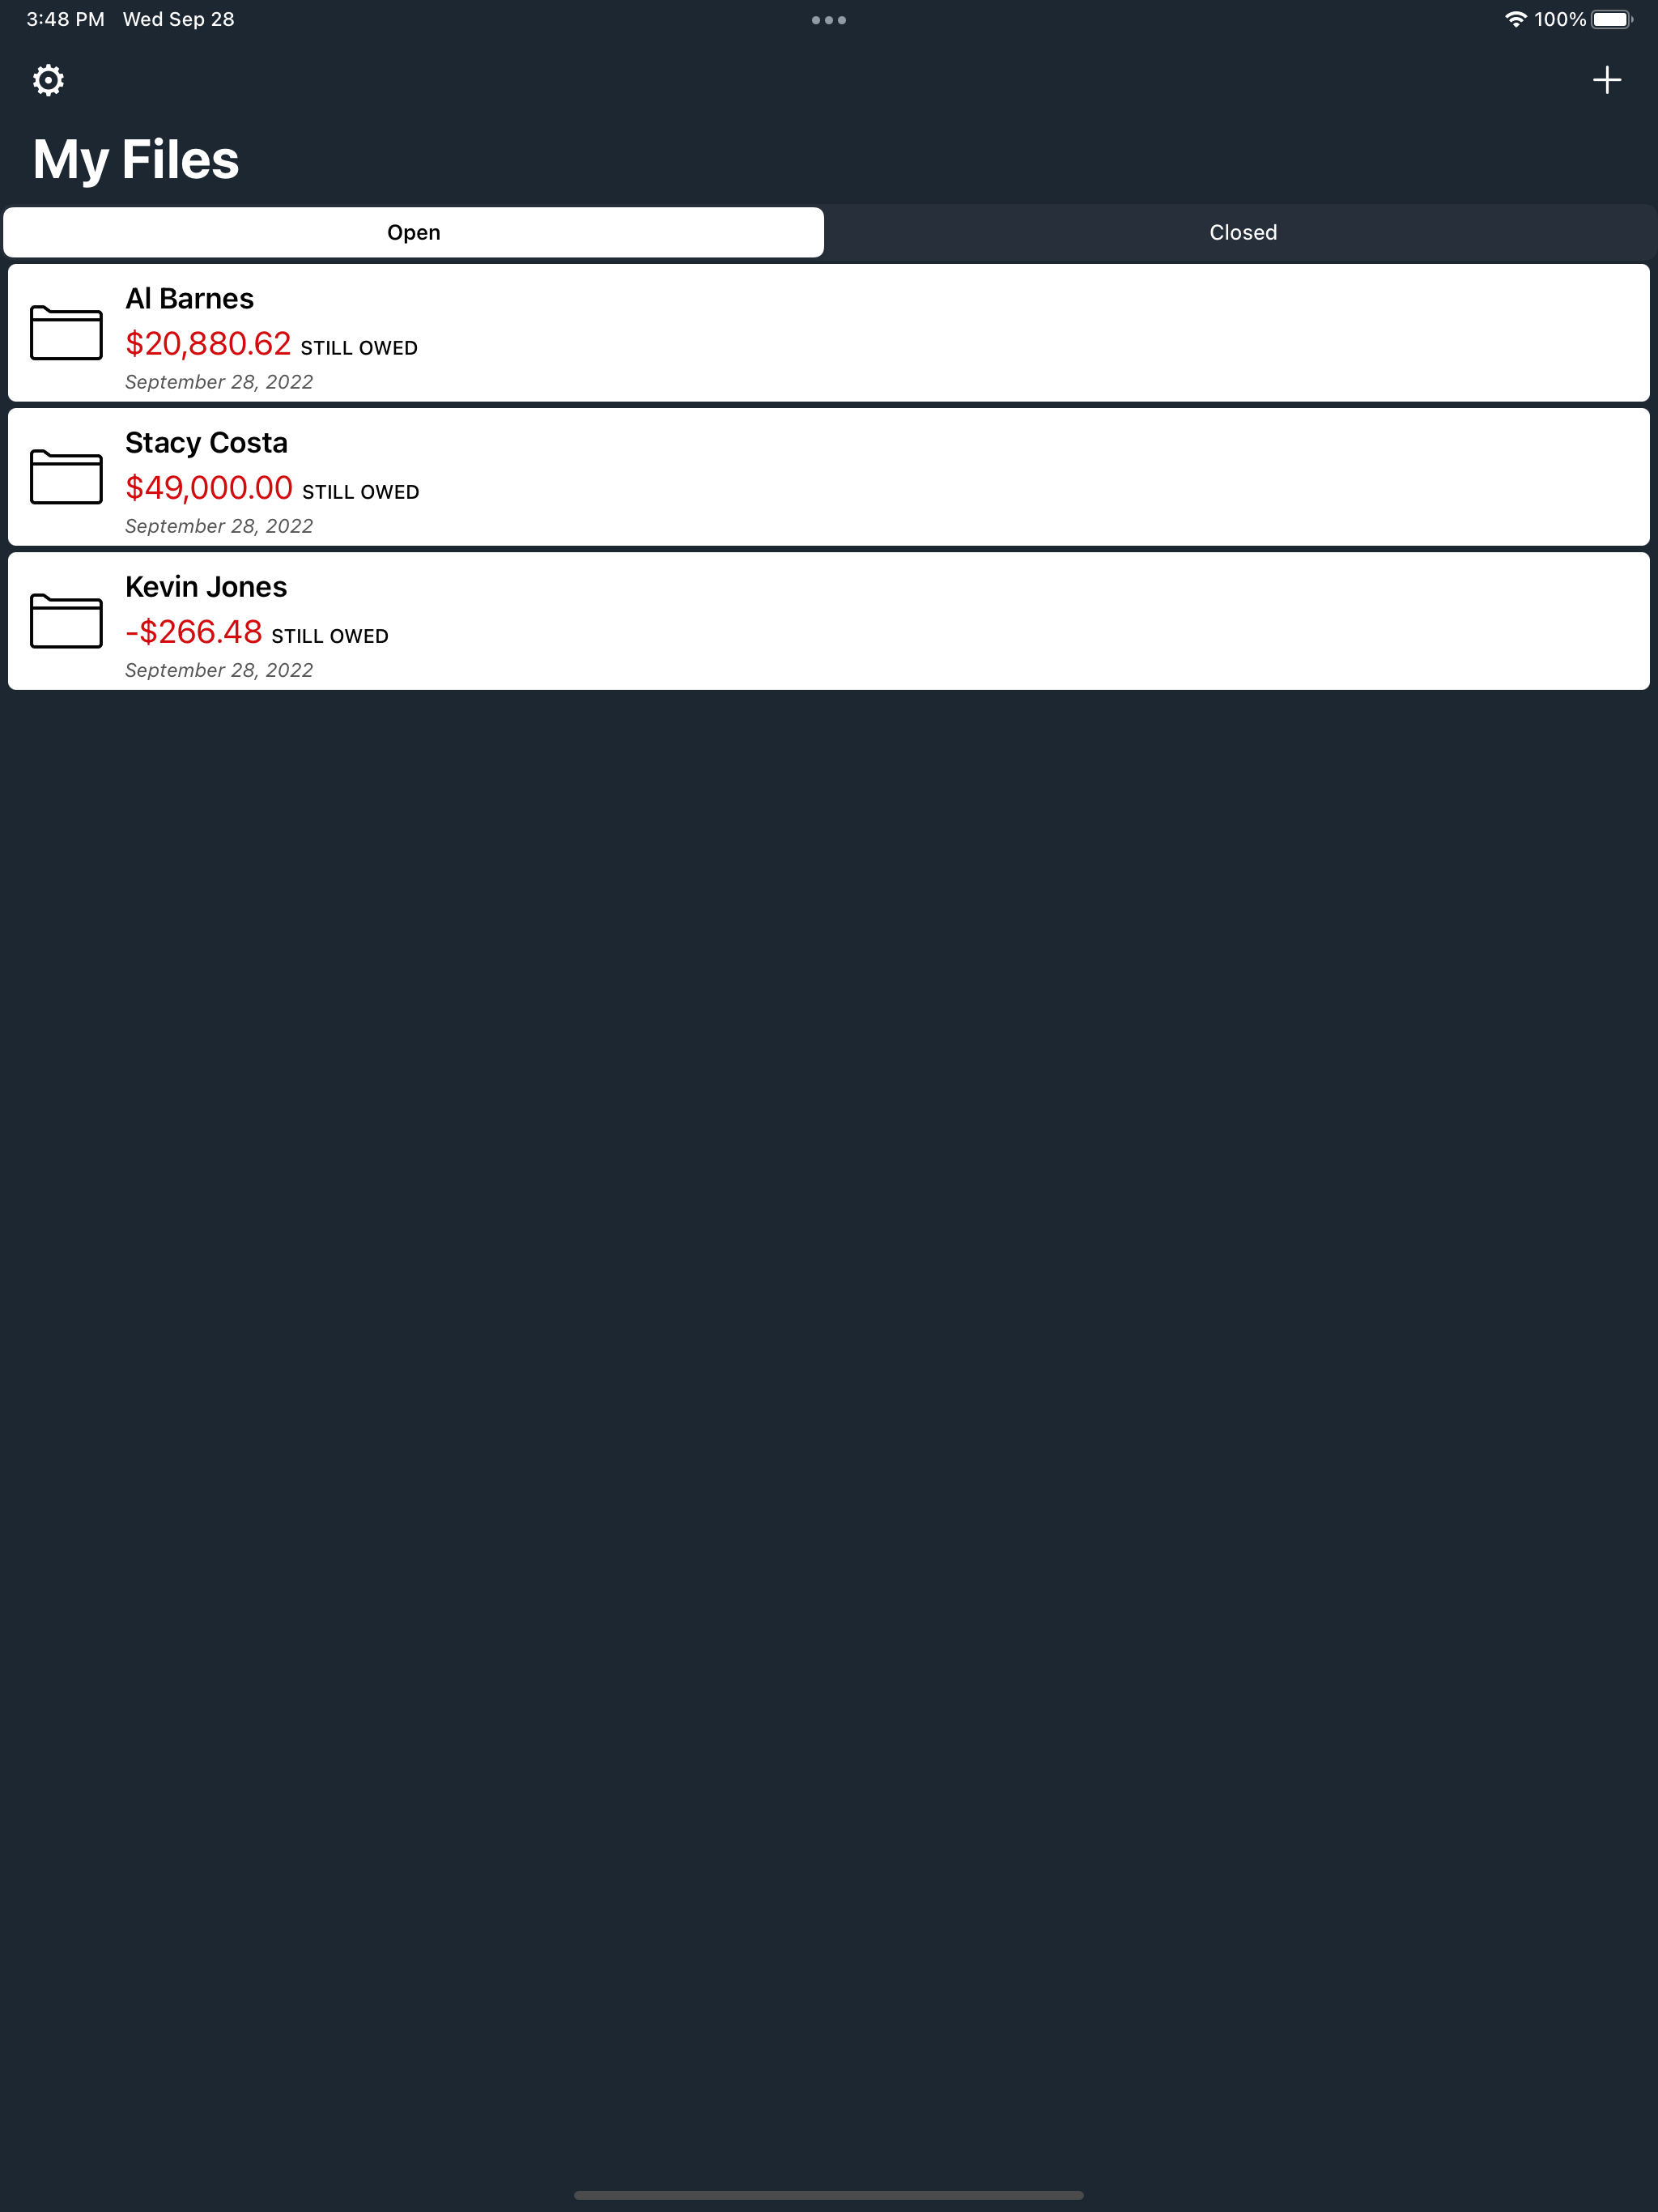 3:48 PM Wed Sep 28 100%
My Files
Open Closed
Al Barnes
$20,880.62 STILL OWED
September 28, 2022
Stacy Costa
$49,000.00 STILL OWED
September 28, 2022
Kevin Jones
-$266.48 STILL OWED
September 28, 2022